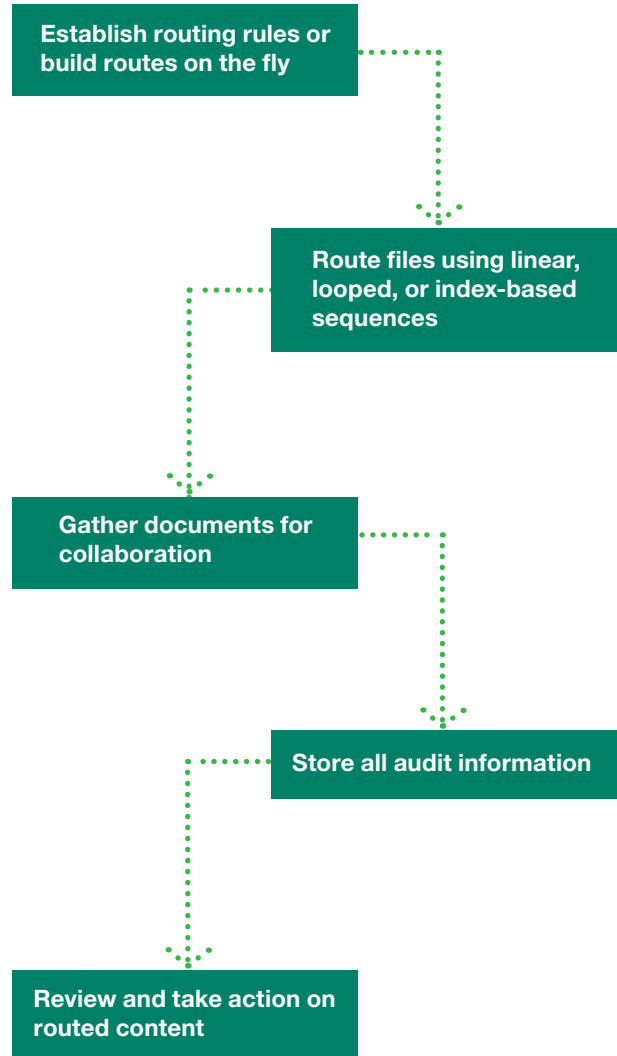 Establish routing rules or
build routes on the fly
Route files using linear,
looped, or index-based
sequences
Gather documents for
collaboration
Store all audit information
Review and take action on
routed content